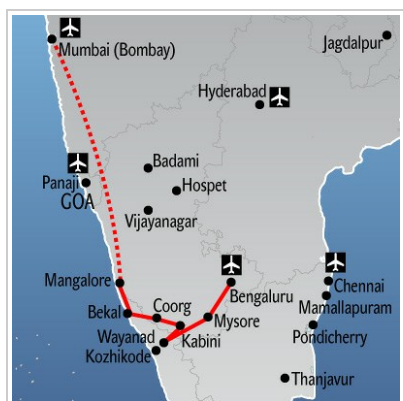 Mumbai (Bombay)
Jagdalpur
Hyderabad
Badami
Panaji
GOA
Hospet
Vijayanagar
Mangalore
Bengaluru
Chennai
Mamallapuram
Bekal
Coorg
Mysore
Wayanad
Kabini
Pondicherry
Kozhikode
Thanjavur